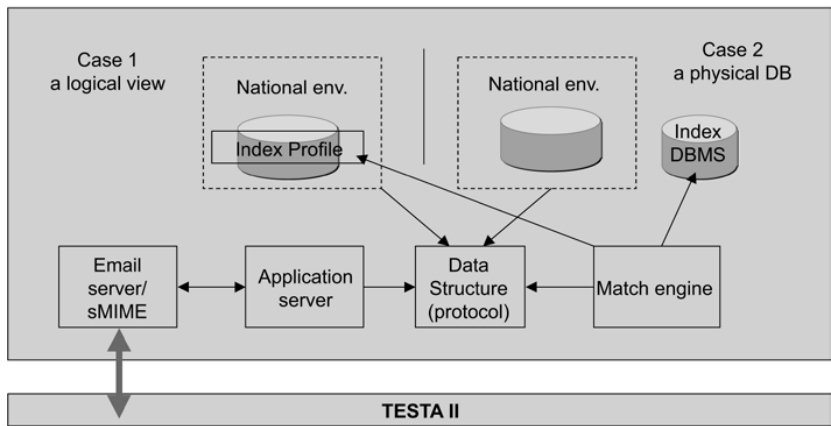 Case 1
a logical view
National env.
Index Profile
National env.
Case 2
a physical DB
Index
DBMS
Email
server/
sMIME
Application
server
Data
Structure
(protocol)
Match engine
TESTA II